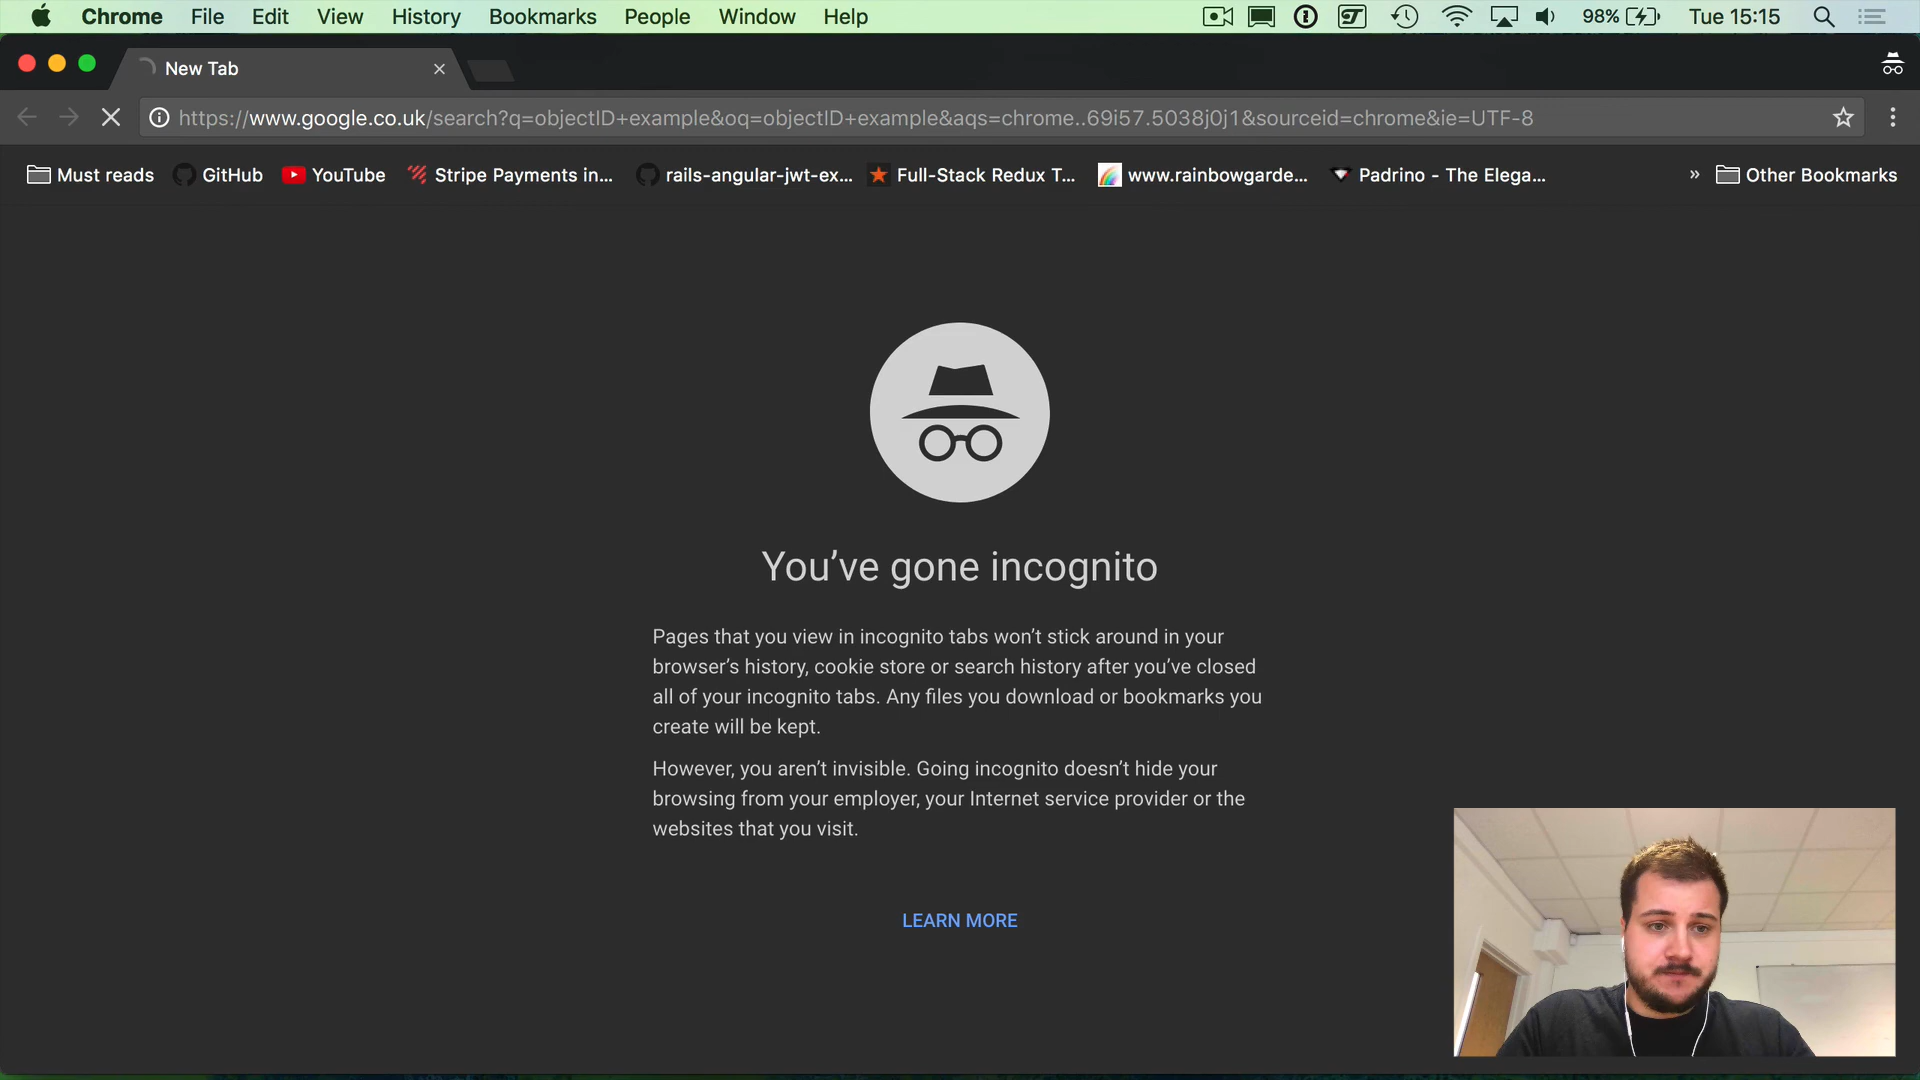 Chrome File Edit View History Bookmarks People Window Help 98% Tue 15:15
New Tab
https://www.google.co.uk/search?q=objectID+example&oq=objectID+example&aqs=chrome..69i57.5038j0j1&sourceid=chrome&ie=UTF-8
Must reads GitHub YouTube Stripe Payments in... rails-angular-jwt-ex... Full-Stack Redux T... www.rainbowgarde... Padrino - The Elega... » Other Bookmarks
You’ve gone incognito
Pages that you view in incognito tabs won’t stick around in your
browser’s history, cookie store or search history after you’ve closed
all of your incognito tabs. Any files you download or bookmarks you
create will be kept.
However, you aren’t invisible. Going incognito doesn’t hide your
browsing from your employer, your Internet service provider or the
websites that you visit.
LEARN MORE